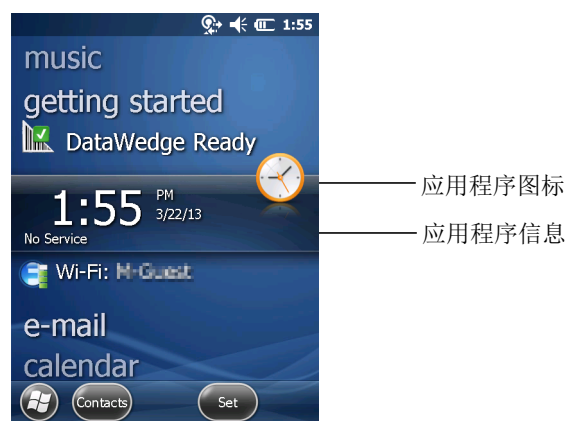 1:55
music
getting started
DataWedge Ready
1:55 PM
3/22/13
No Service
Wi-Fi:
e-mail
calendar
Contacts
Set
应用程序图标
应用程序信息